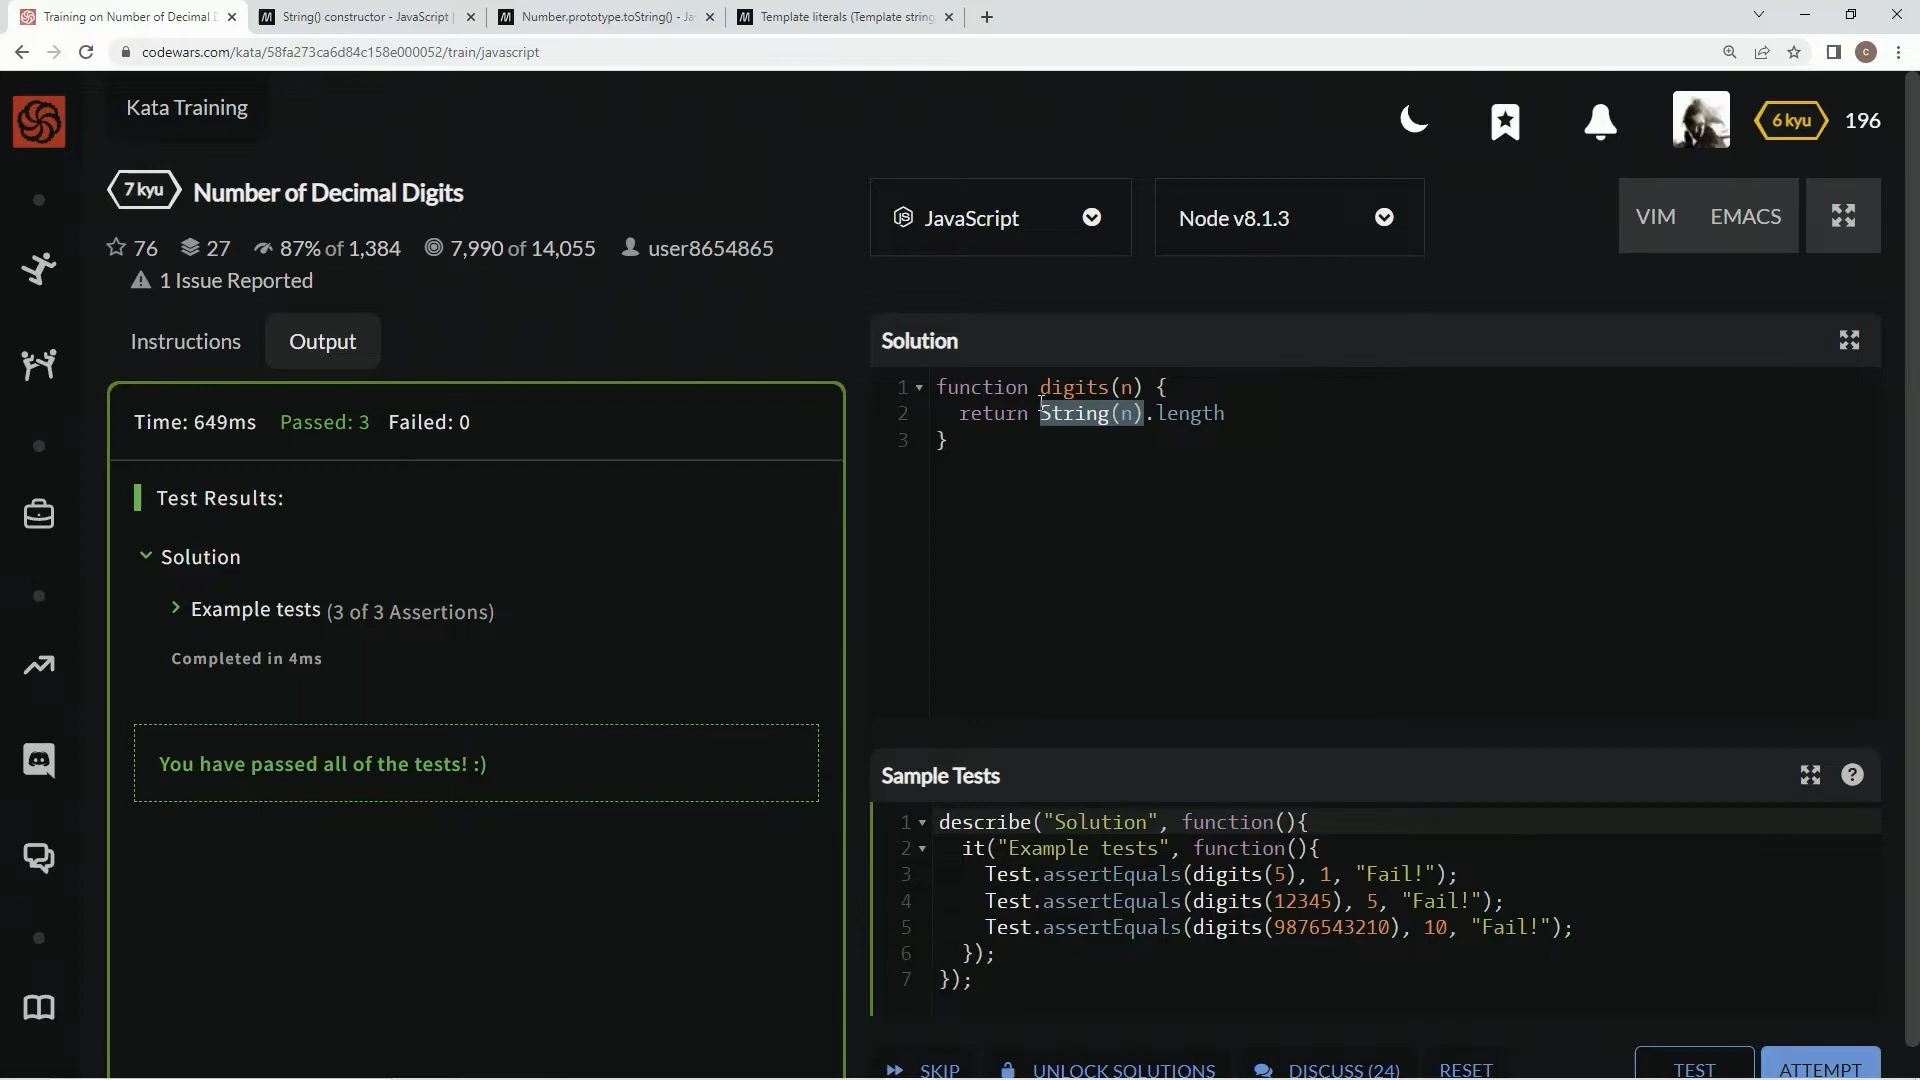 Training on Number of Decimal D
String() constructor - JavaScript |
Number.prototype.toString() - Ja
Template literals (Template string
codewars.com/kata/58fa273ca6d84c158e000052/train/javascript
C
Kata Training
6 kyu
196
7 kyu
Number of Decimal Digits
76
27
87% of 1,384
7,990 of 14,055
user8654865
1 Issue Reported
JavaScript
Node v8.1.3
VIM
EMACS
Instructions
Output
Time: 649ms Passed: 3 Failed: 0
Test Results:
Solution
Example tests (3 of 3 Assertions)
Completed in 4ms
You have passed all of the tests! :)
Solution
1 function digits(n) {
2 return String(n).length
3 }
Sample Tests
?
1 describe("Solution", function(){
2 it("Example tests", function(){
3 Test.assertEquals(digits(5), 1, "Fail!");
4 Test.assertEquals(digits(12345), 5, "Fail!");
5 Test.assertEquals(digits(9876543210), 10, "Fail!");
6 });
7 });
SKIP
UNLOCK SOLUTIONS
DISCUSS (24)
RESET
TEST
ATTEMPT